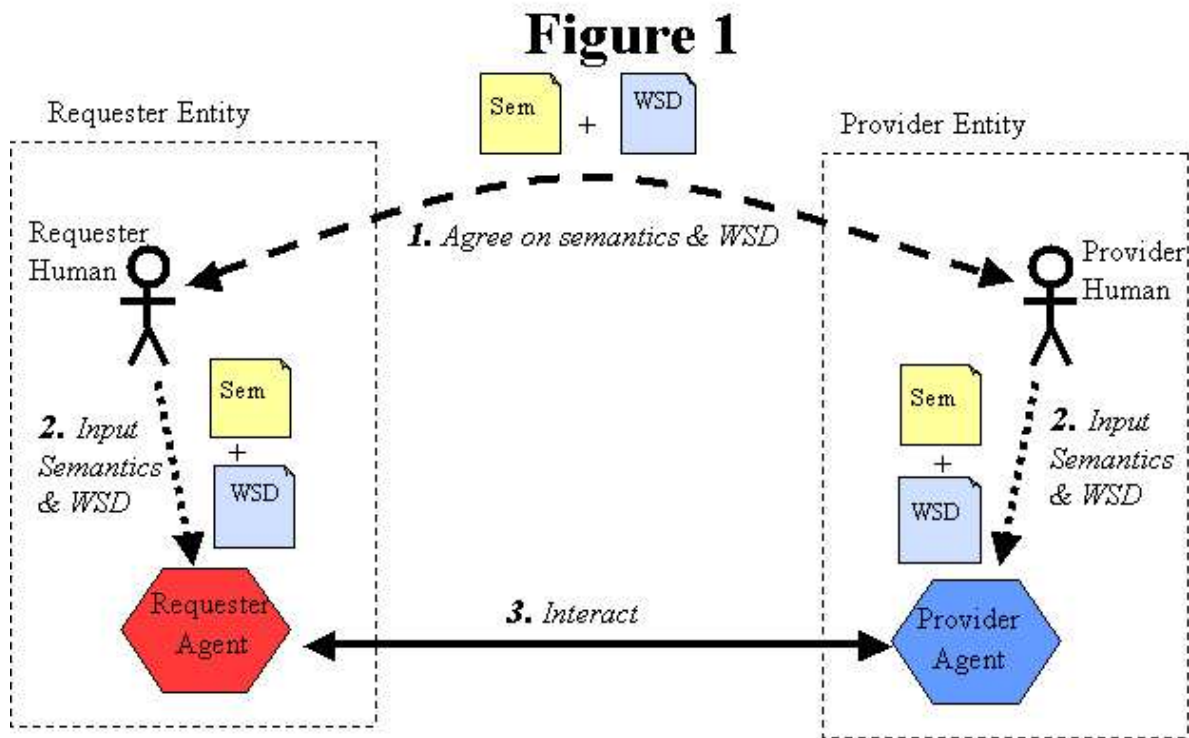 Figure 1
Requester Entity
Sem
+
WSD
Provider Entity
Requester
Human
1. Agree on semantics & WSD
Provider
Human
2. Input
Semantics
& WSD
Sem
+
WSD
Sem
+
WSD
2. Input
Semantics
& WSD
Requester
Agent
3. Interact
Provider
Agent